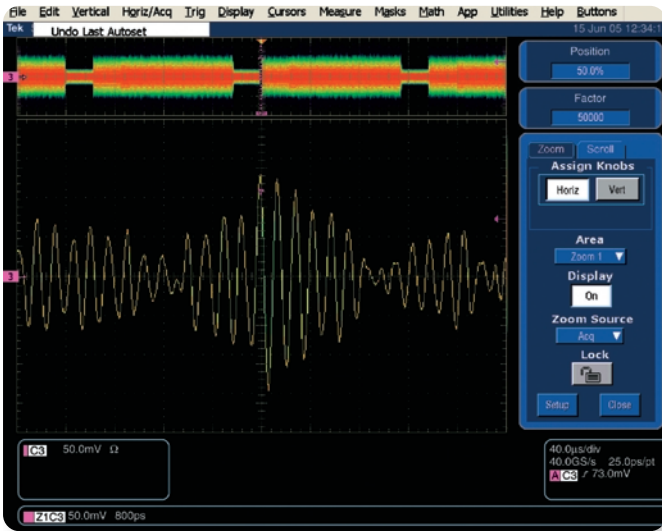 File Edit Vertical Horiz/Acq Trig Display Cursors Measure Masks Math App Utilities Help Buttons
Tek Undo Last Autoset 15 Jun 05 12:34:1
Position
50.0%
Factor
50000
Zoom Scroll
Assign Knobs
Horiz Vert
Area
Zoom 1
Display
On
Zoom Source
Acq
Lock
Setup Close
3
3
C3 50.0mV Ω
40.0µs/div
40.0GS/s 25.0ps/pt
A C3 / 73.0mV
Z1C3 50.0mV 800ps